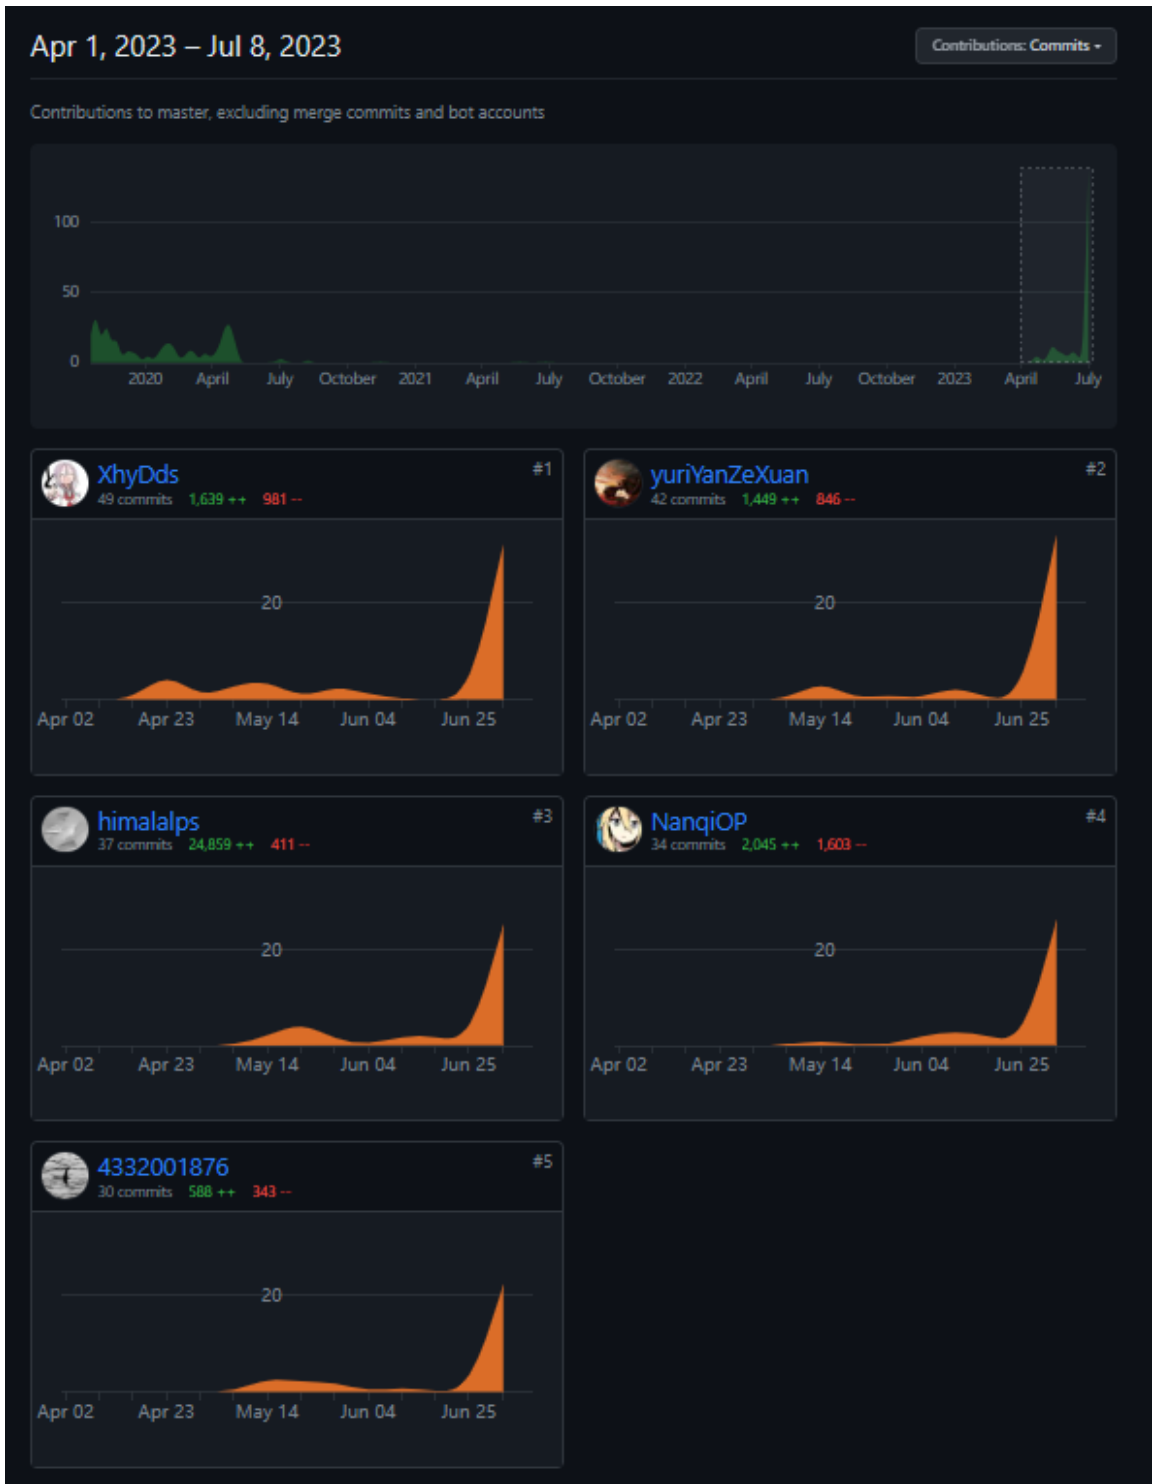 Apr 1, 2023 – Jul 8, 2023
Contributions: Commits
Contributions to master, excluding merge commits and bot accounts
100
50
0
2020 April July October 2021 April July October 2022 April July October 2023 April July
XhyDds #1
49 commits 1,639 ++ 981 --
20
Apr 02 Apr 23 May 14 Jun 04 Jun 25
yuriYanZeXuan #2
42 commits 1,449 ++ 846 --
20
Apr 02 Apr 23 May 14 Jun 04 Jun 25
himalalps #3
37 commits 24,859 ++ 411 --
20
Apr 02 Apr 23 May 14 Jun 04 Jun 25
NanqiOP #4
34 commits 2,045 ++ 1,603 --
20
Apr 02 Apr 23 May 14 Jun 04 Jun 25
4332001876 #5
30 commits 588 ++ 343 --
20
Apr 02 Apr 23 May 14 Jun 04 Jun 25